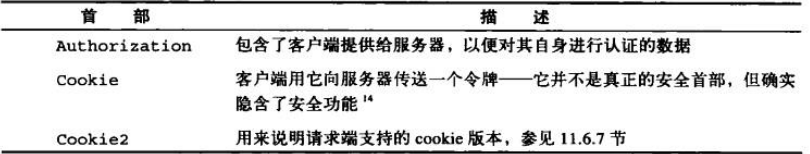 首 部 描 述
Authorization 包含了客户端提供给服务器，以便对其自身进行认证的数据
Cookie 客户端用它向服务器传送一个令牌——它并不是真正的安全首部，但确实
隐含了安全功能 14
Cookie2 用来说明请求端支持的 cookie 版本，参见 11.6.7 节